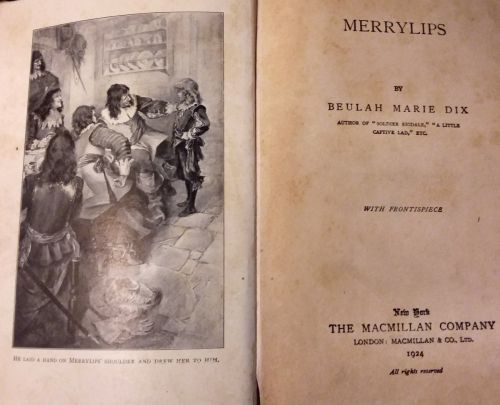 HE LAID A HAND ON MERRYLIPS' SHOULDER AND DREW HER TO HIM.
MERRYLIPS
BY
BEULAH MARIE DIX
AUTHOR OF "SOLDIER RIGDALE," "A LITTLE
CAPTIVE LAD," ETC.
WITH FRONTISPIECE
New York
THE MACMILLAN COMPANY
LONDON: MACMILLAN & CO., LTD.
1924
All rights reserved